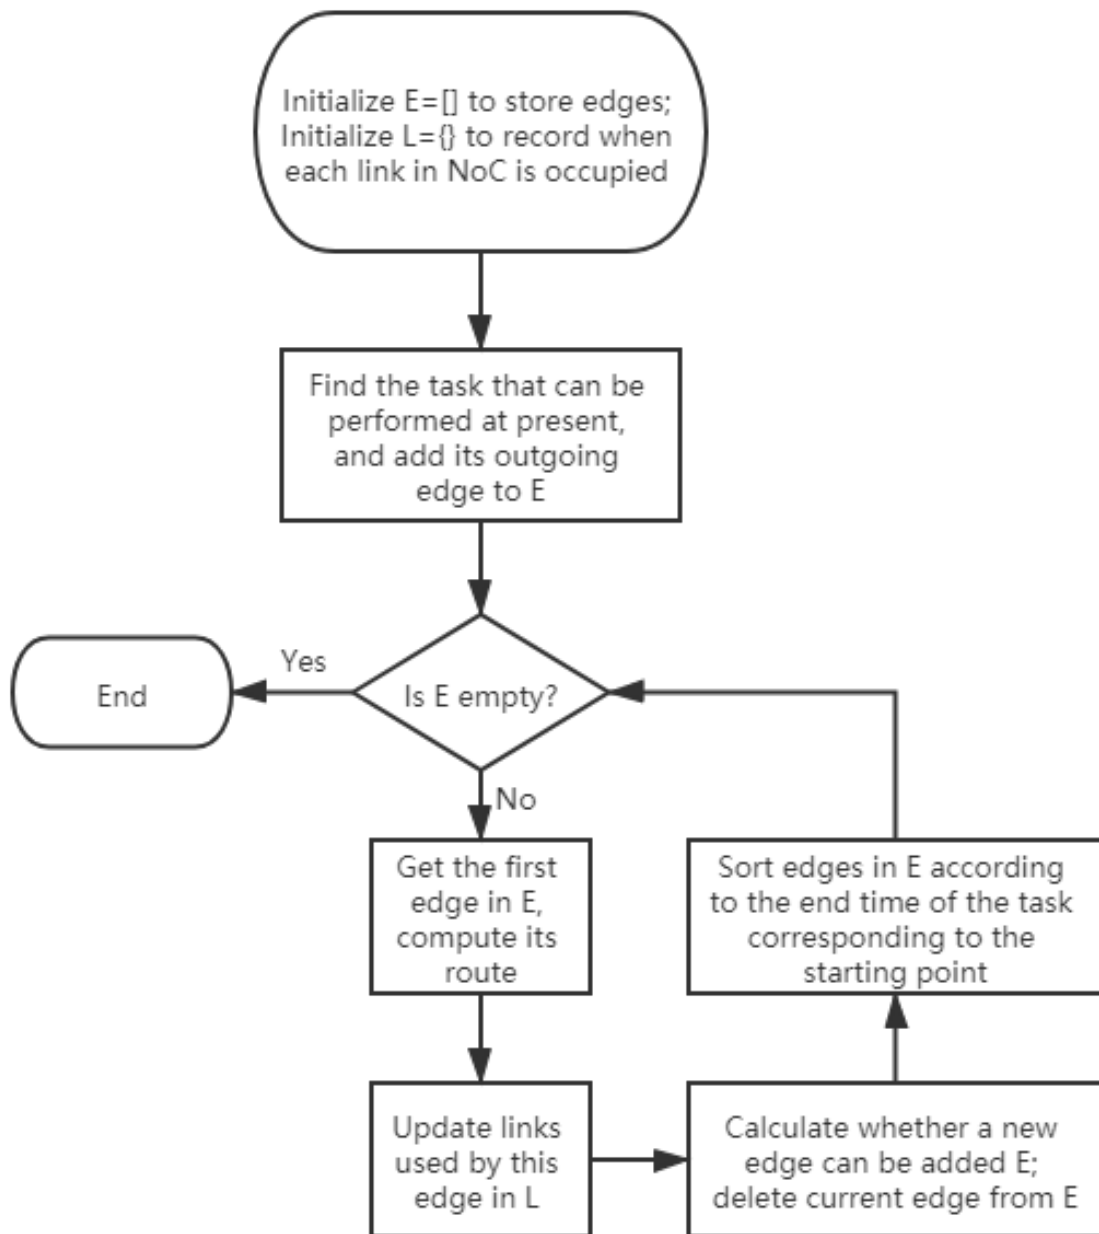 Initialize E=[] to store edges;
Initialize L={} to record when
each link in NoC is occupied
Find the task that can be
performed at present,
and add its outgoing
edge to E
Yes
End
Is E empty?
No
Get the first
edge in E,
compute its
route
Sort edges in E according
to the end time of the task
corresponding to the
starting point
Update links
used by this
edge in L
Calculate whether a new
edge can be added E;
delete current edge from E